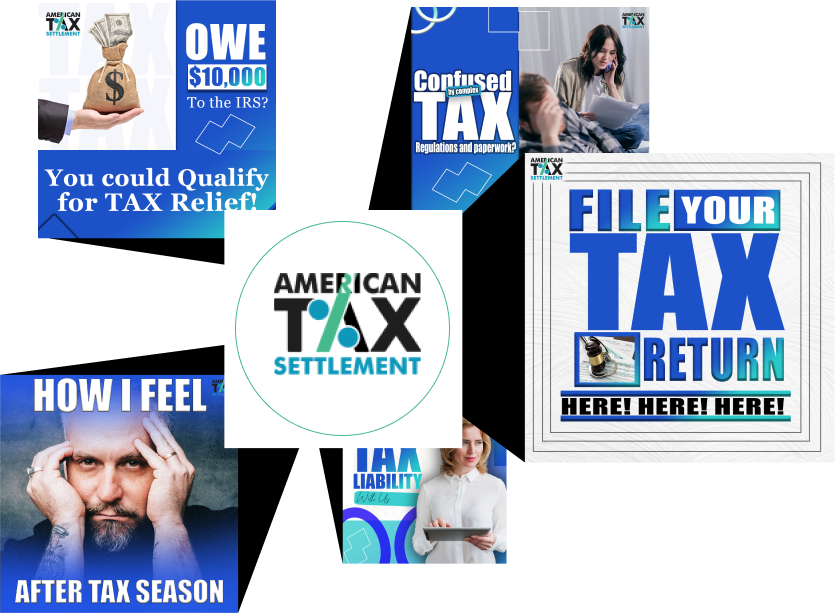 AMERICAN
TAX
SETTLEMENT
OWE
$10,000
To the IRS?
You could Qualify
for TAX Relief!
AMERICAN
TAX
SETTLEMENT
Confused
by complex
TAX
Regulations and paperwork?
AMERICAN
TAX
SETTLEMENT
FILE YOUR
TAX
RETURN
HERE! HERE! HERE!
AMERICAN
TAX
SETTLEMENT
HOW I FEEL
AFTER TAX SEASON
TAX
LIABILITY
With Us